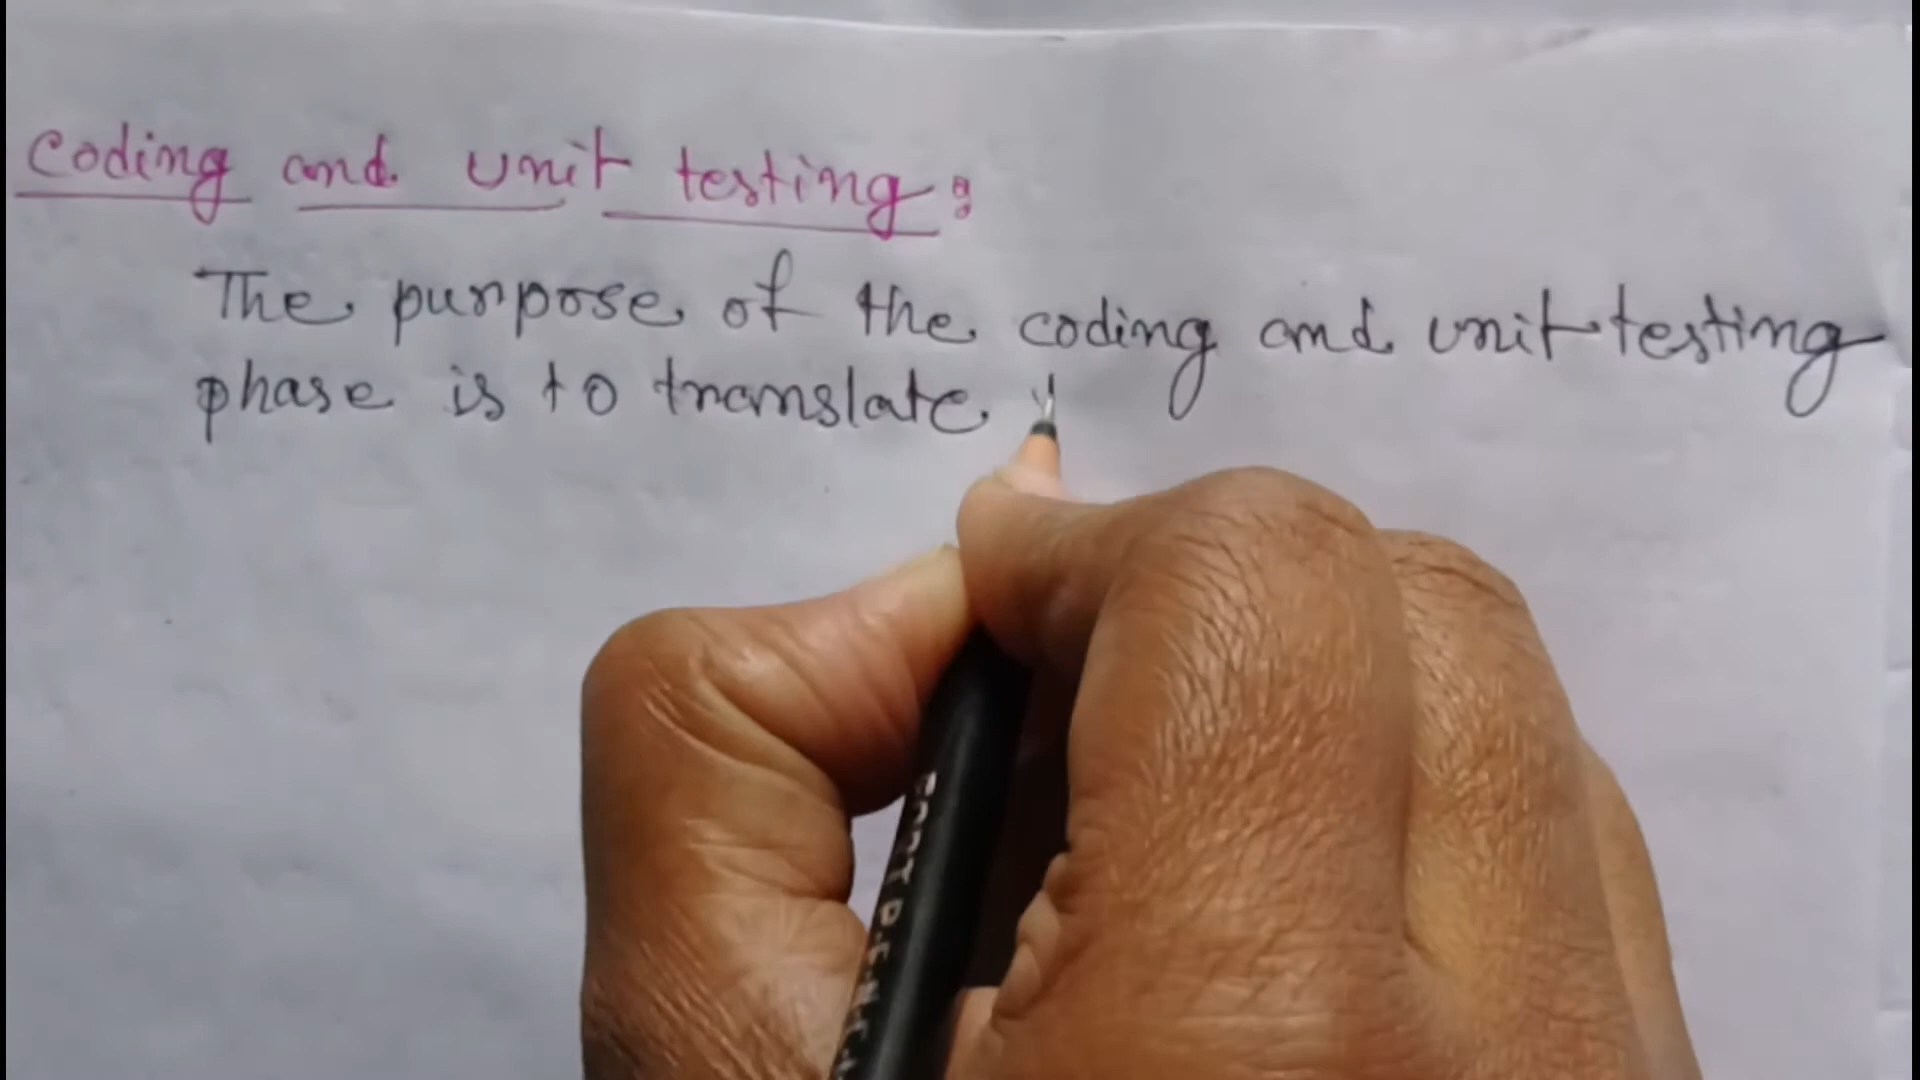 Coding and unit testing:
The purpose of the coding and unit testing
phase is to translate